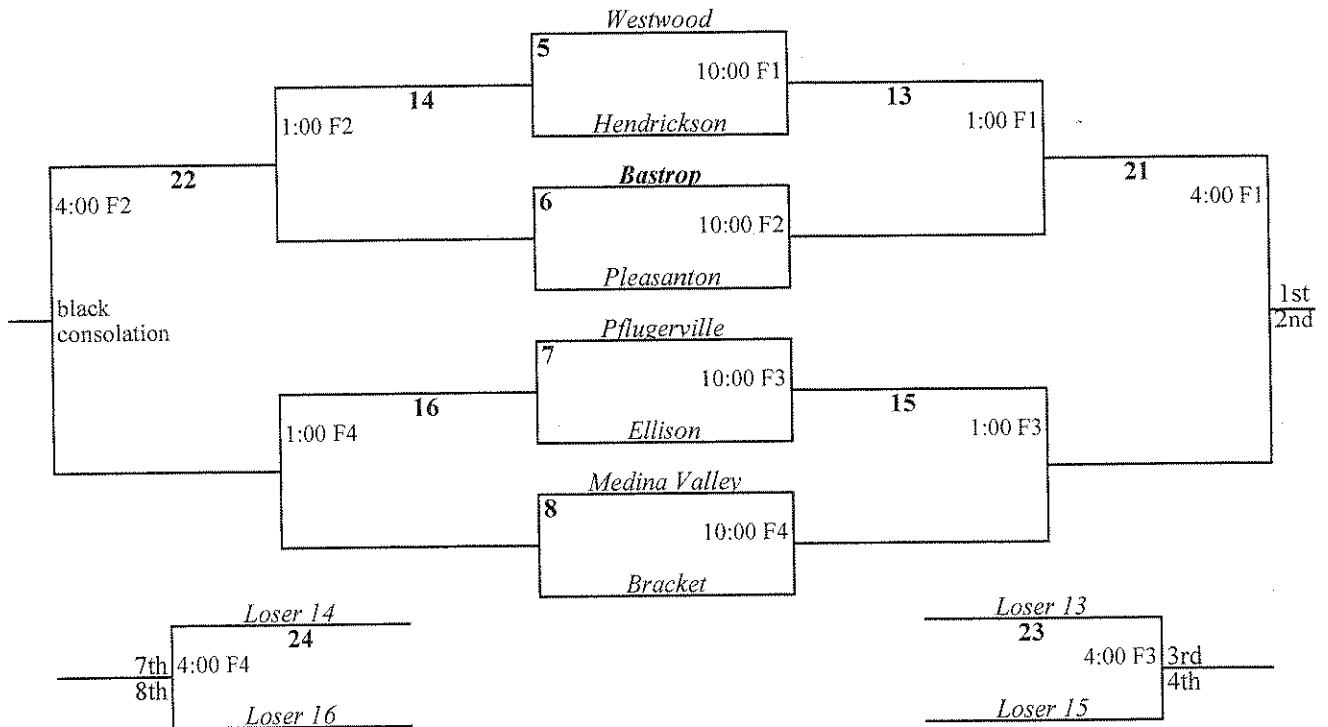 Westwood
5
10:00 F1
14
13
Hendrickson
1:00 F2
1:00 F1
Bastrop
22
21
6
4:00 F2
10:00 F2
4:00 F1
Pleasanton
black
consolation
1st
2nd
Pflugerville
7
10:00 F3
16
15
Ellison
1:00 F4
1:00 F3
Medina Valley
8
10:00 F4
Bracket
Loser 14
24
7th
8th
4:00 F4
Loser 16
Loser 13
23
4:00 F3
3rd
4th
Loser 15